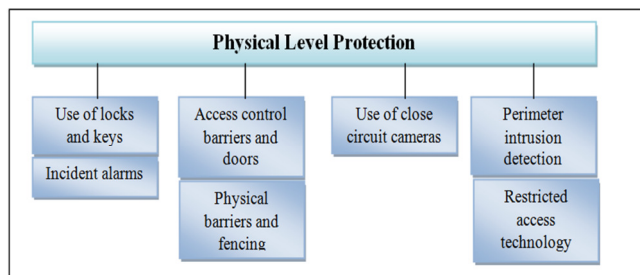 Physical Level Protection
Use of locks
and keys
Incident alarms
Access control
barriers and
doors
Physical
barriers and
fencing
Use of close
circuit cameras
Perimeter
intrusion
detection
Restricted
access
technology